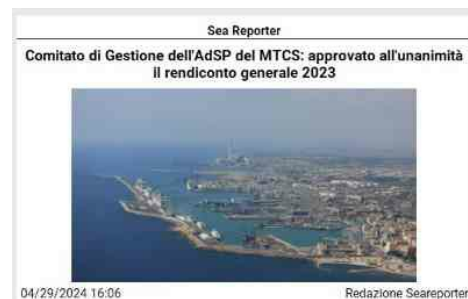 Sea Reporter
Comitato di Gestione dell'AdSP del MTCS: approvato all'unanimità
il rendiconto generale 2023
04/29/2024 16:06
Redazione Seareporter